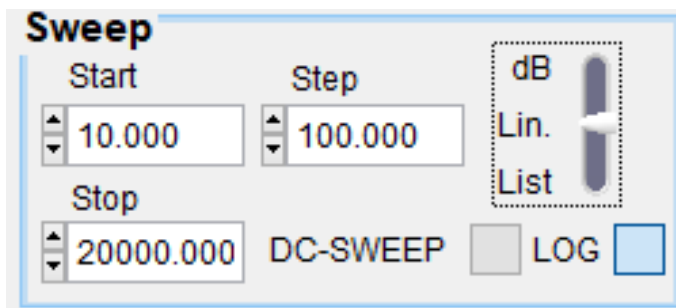 Sweep
Start
Step
dB
10.000
100.000
Lin.
List
Stop
20000.000
DC-SWEEP
LOG